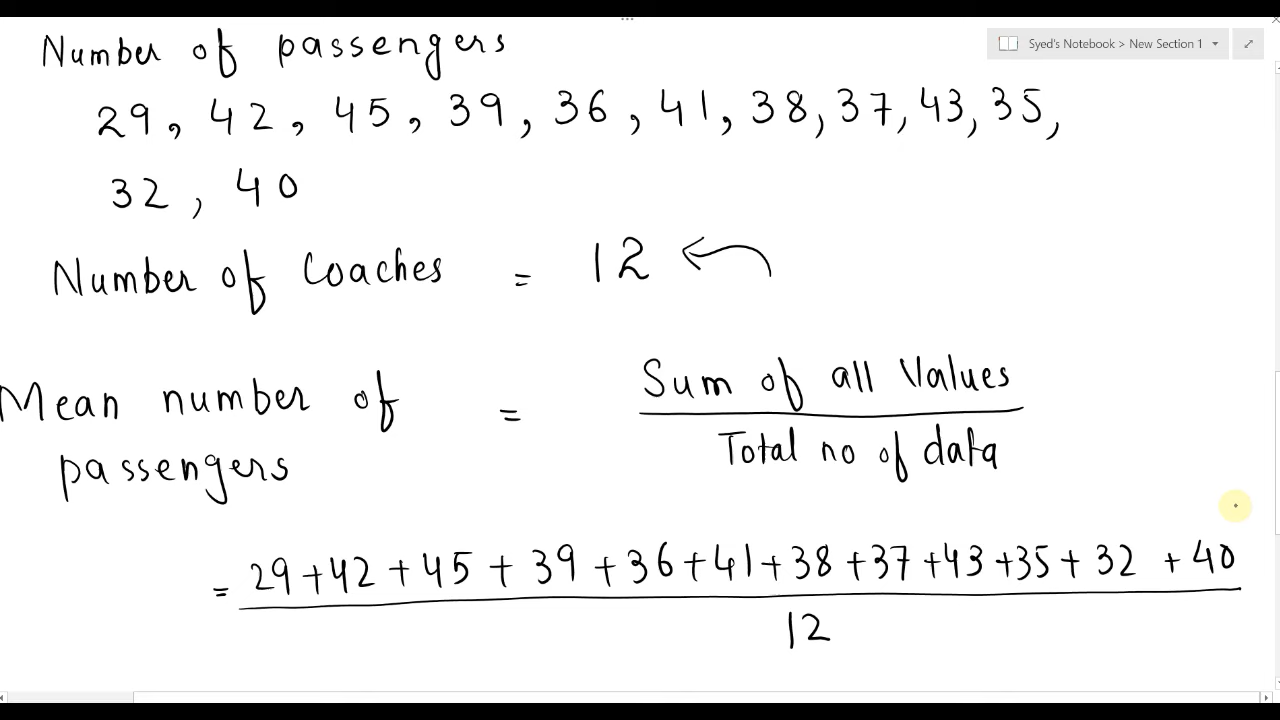 Number of passengers
Syed's Notebook > New Section 1
29, 42, 45, 39, 36, 41, 38, 37, 43, 35,
32, 40
Number of Coaches = 12
Mean number of passengers = Sum of all Values
Total no of data
= 29+42+45+39+36+41+38+37+43+35+32+40
12